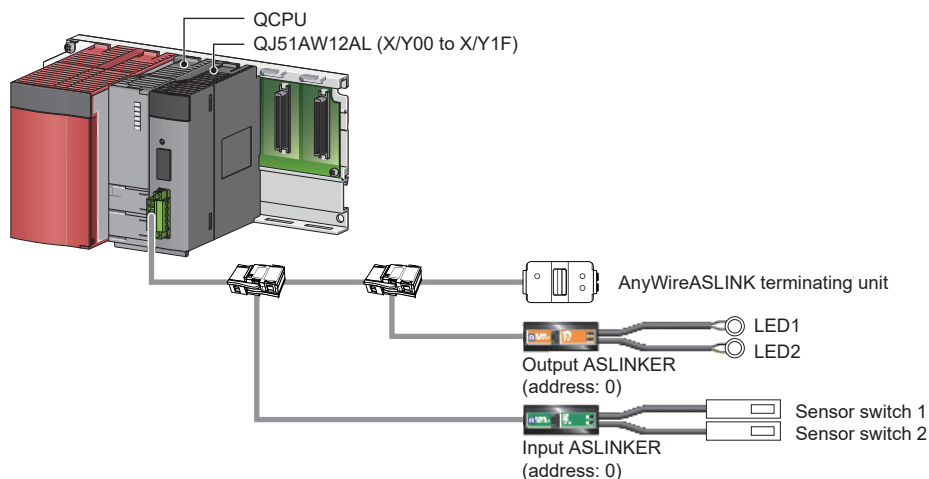 QCPU
QJ51AW12AL (X/Y00 to X/Y1F)
AnyWireASLINK terminating unit
LED1
LED2
Output ASLINKER
(address: 0)
Sensor switch 1
Sensor switch 2
Input ASLINKER
(address: 0)